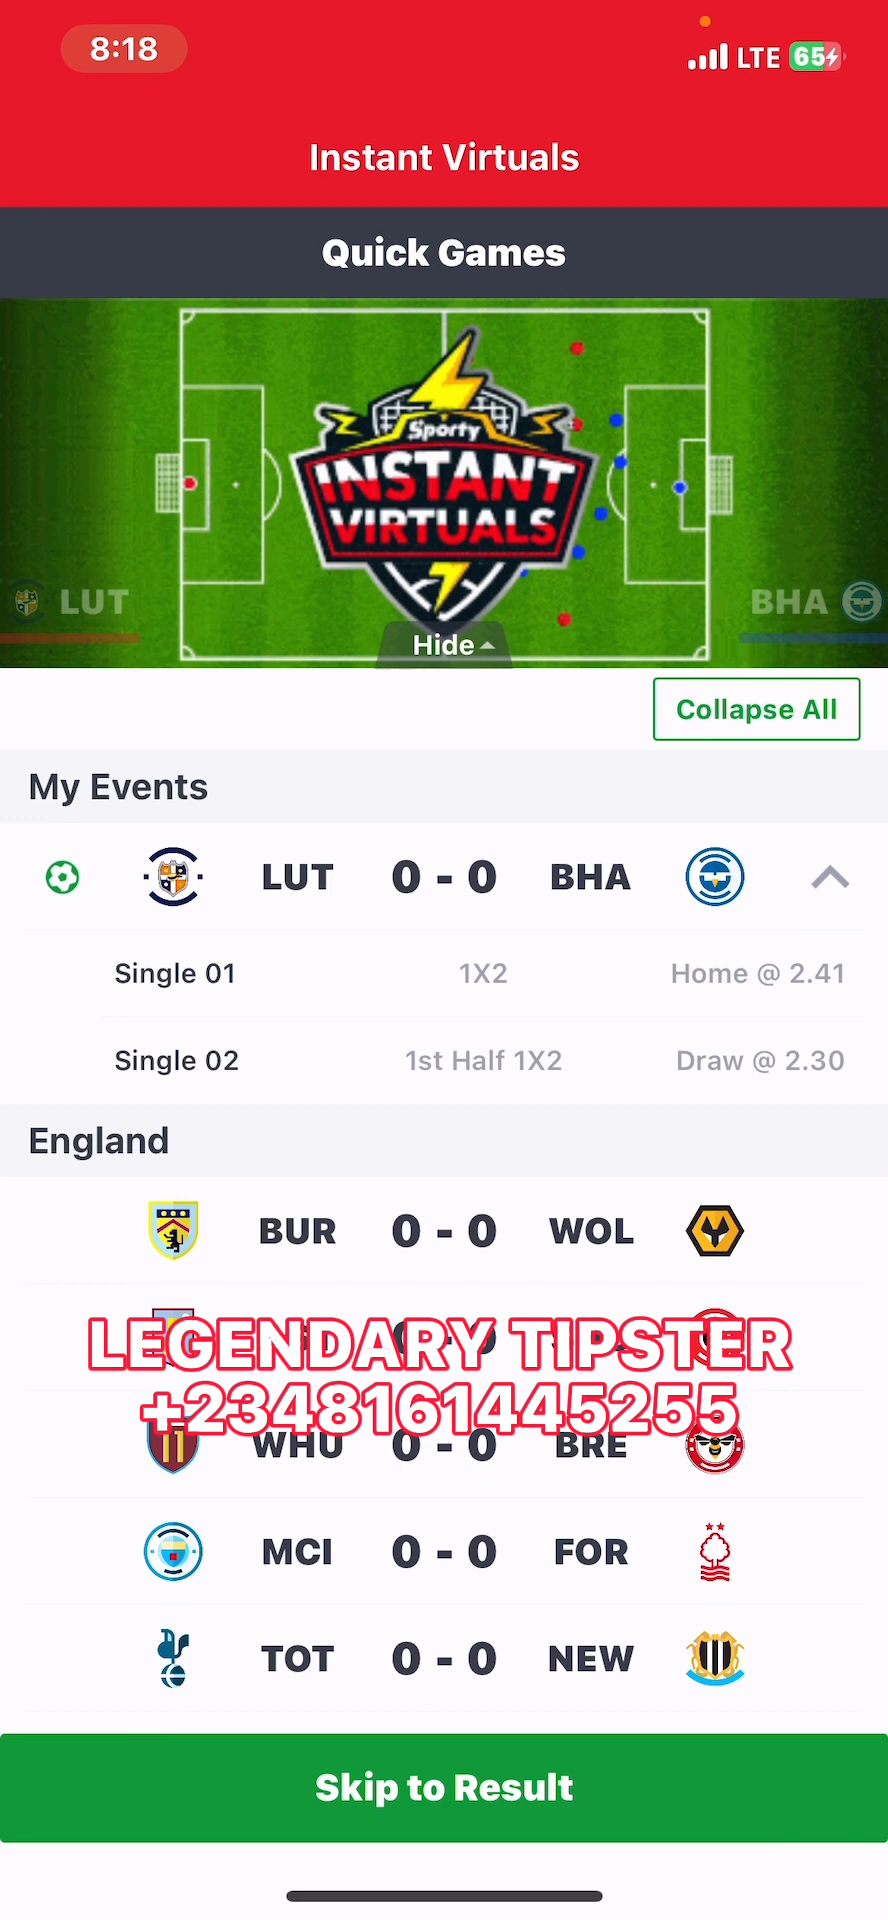 8:18
LTE 65
Instant Virtuals
Quick Games
Sporty
INSTANT
VIRTUALS
LUT
BHA
Hide
Collapse All
My Events
LUT 0 - 0 BHA
Single 01 1X2 Home @ 2.41
Single 02 1st Half 1X2 Draw @ 2.30
England
BUR 0 - 0 WOL
LEGENDARY TIPSTER
+2348161445255
WHU 0 - 0 BRE
MCI 0 - 0 FOR
TOT 0 - 0 NEW
Skip to Result